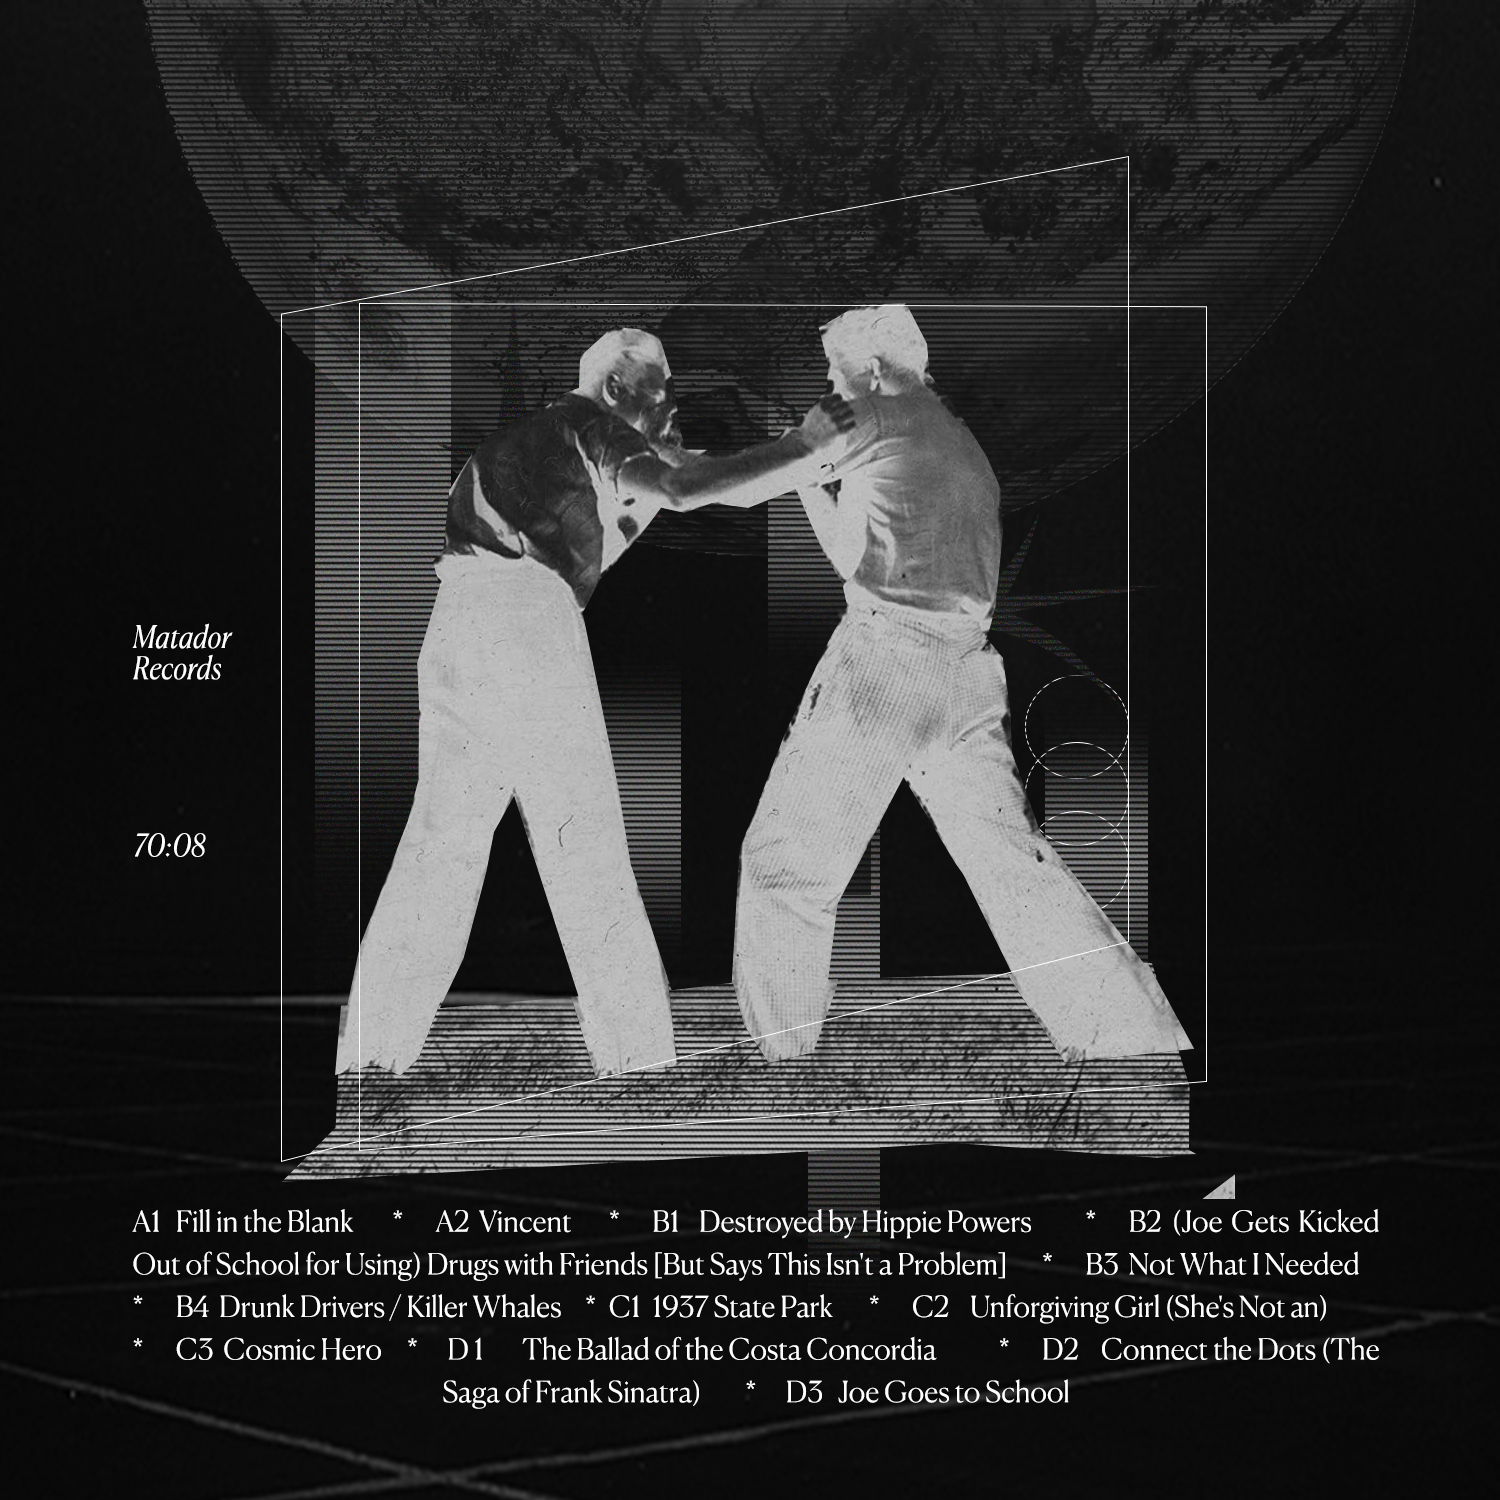 Matador
Records
70:08
A1 Fill in the Blank * A2 Vincent * B1 Destroyed by Hippie Powers * B2 (Joe Gets Kicked
Out of School for Using) Drugs with Friends [But Says This Isn't a Problem] * B3 Not What I Needed
* B4 Drunk Drivers / Killer Whales * C1 1937 State Park * C2 Unforgiving Girl (She's Not an)
* C3 Cosmic Hero * D1 The Ballad of the Costa Concordia * D2 Connect the Dots (The
Saga of Frank Sinatra) * D3 Joe Goes to School